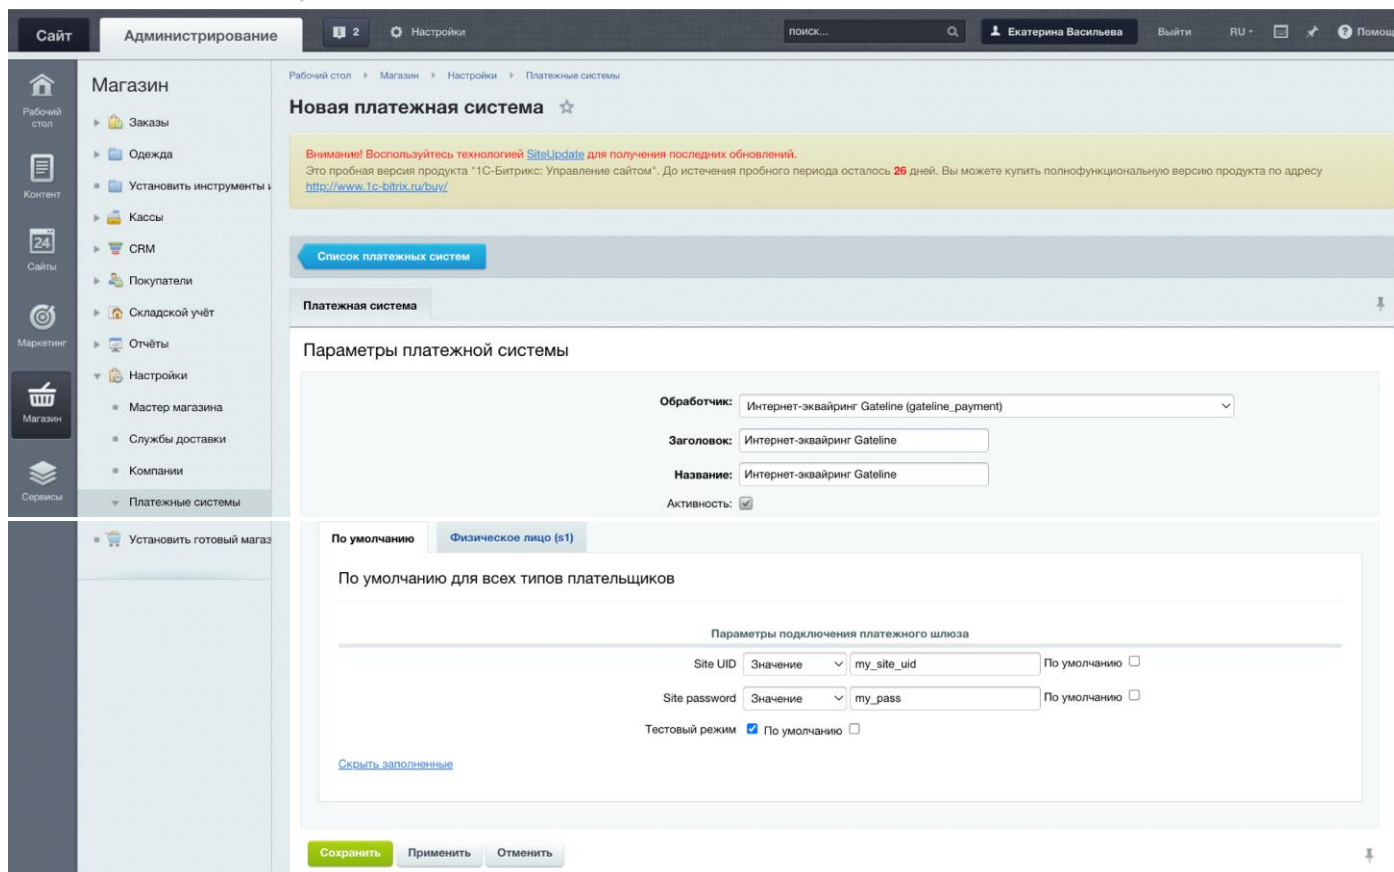 Сайт
Администрирование
2
Настройки
поиск...
Екатерина Васильева
Выйти
RU
Помощ
Рабочий стол
Контент
24
Сайты
Маркетинг
Магазин
Сервисы
Магазин
Заказы
Одежда
Установить инструменты и
Кассы
CRM
Покупатели
Складской учёт
Отчёты
Настройки
Мастер магазина
Службы доставки
Компании
Платежные системы
Установить готовый магаз
Рабочий стол Магазин Настройки Платежные системы
Новая платежная система
Внимание! Воспользуйтесь технологией SiteUpdate для получения последних обновлений.
Это пробная версия продукта "1С-Битрикс: Управление сайтом". До истечения пробного периода осталось 26 дней. Вы можете купить полнофункциональную версию продукта по адресу
http://www.1c-bitrix.ru/buy/
Список платежных систем
Платежная система
Параметры платежной системы
Обработчик: Интернет-эквайринг Gateline (gateline_payment)
Заголовок: Интернет-эквайринг Gateline
Название: Интернет-эквайринг Gateline
Активность:
По умолчанию
Физическое лицо (s1)
По умолчанию для всех типов плательщиков
Параметры подключения платежного шлюза
Site UID Значение my_site_uid По умолчанию
Site password Значение my_pass По умолчанию
Тестовый режим По умолчанию
Скрыть заполненные
Сохранить
Применить
Отменить